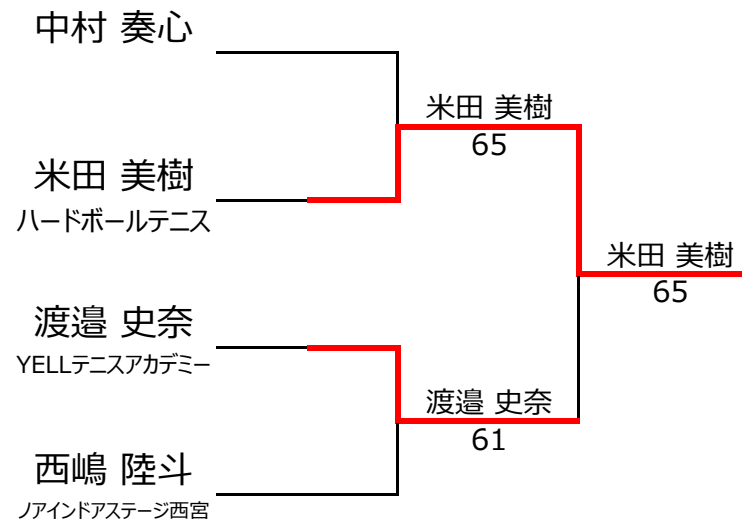 中村 奏心
米田 美樹
65
米田 美樹
ハードボールテニス
米田 美樹
65
渡邉 史奈
YELLテニスアカデミー
渡邉 史奈
61
西嶋 陸斗
ノアインドアステージ西宮